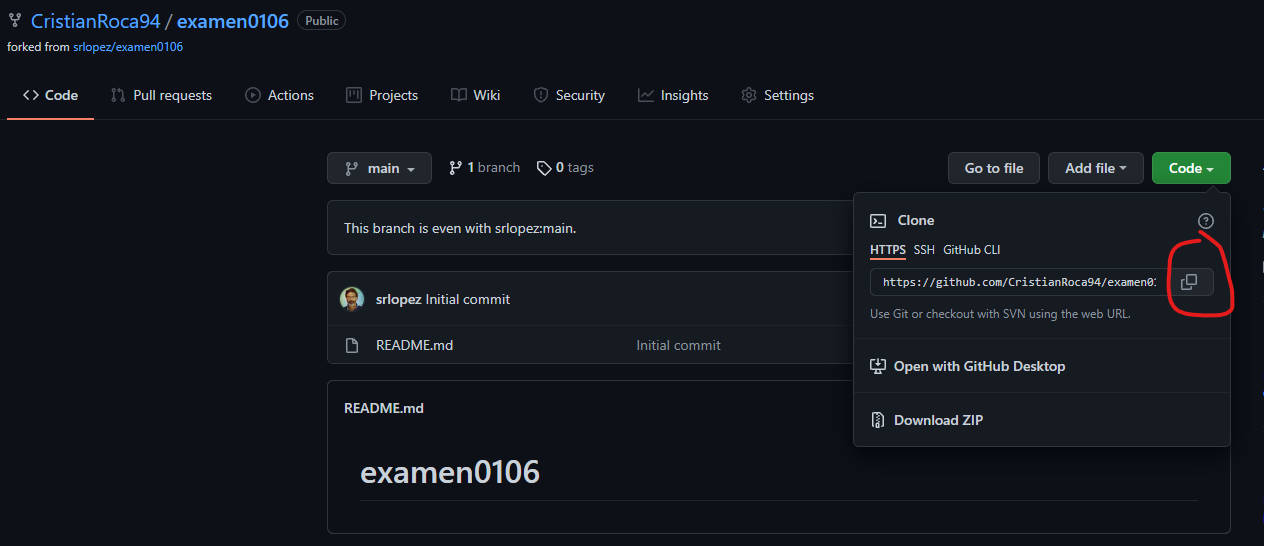 CristianRoca94 / examen0106 Public
forked from srlopez/examen0106
Code Pull requests Actions Projects Wiki Security Insights Settings
main 1 branch 0 tags Go to file Add file Code
This branch is even with srlopez:main.
srlopez Initial commit
README.md Initial commit
README.md
examen0106
Clone
HTTPS SSH GitHub CLI
https://github.com/CristianRoca94/examen01
Use Git or checkout with SVN using the web URL.
Open with GitHub Desktop
Download ZIP